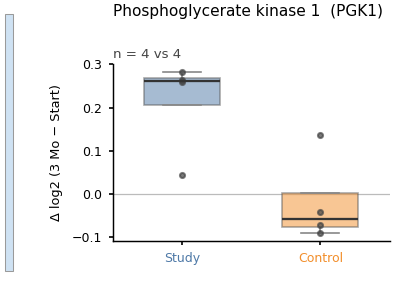 Phosphoglycerate kinase 1 (PGK1)
n = 4 vs 4
Δ log2 (3 Mo − Start)
0.3
0.2
0.1
0.0
−0.1
Study
Control